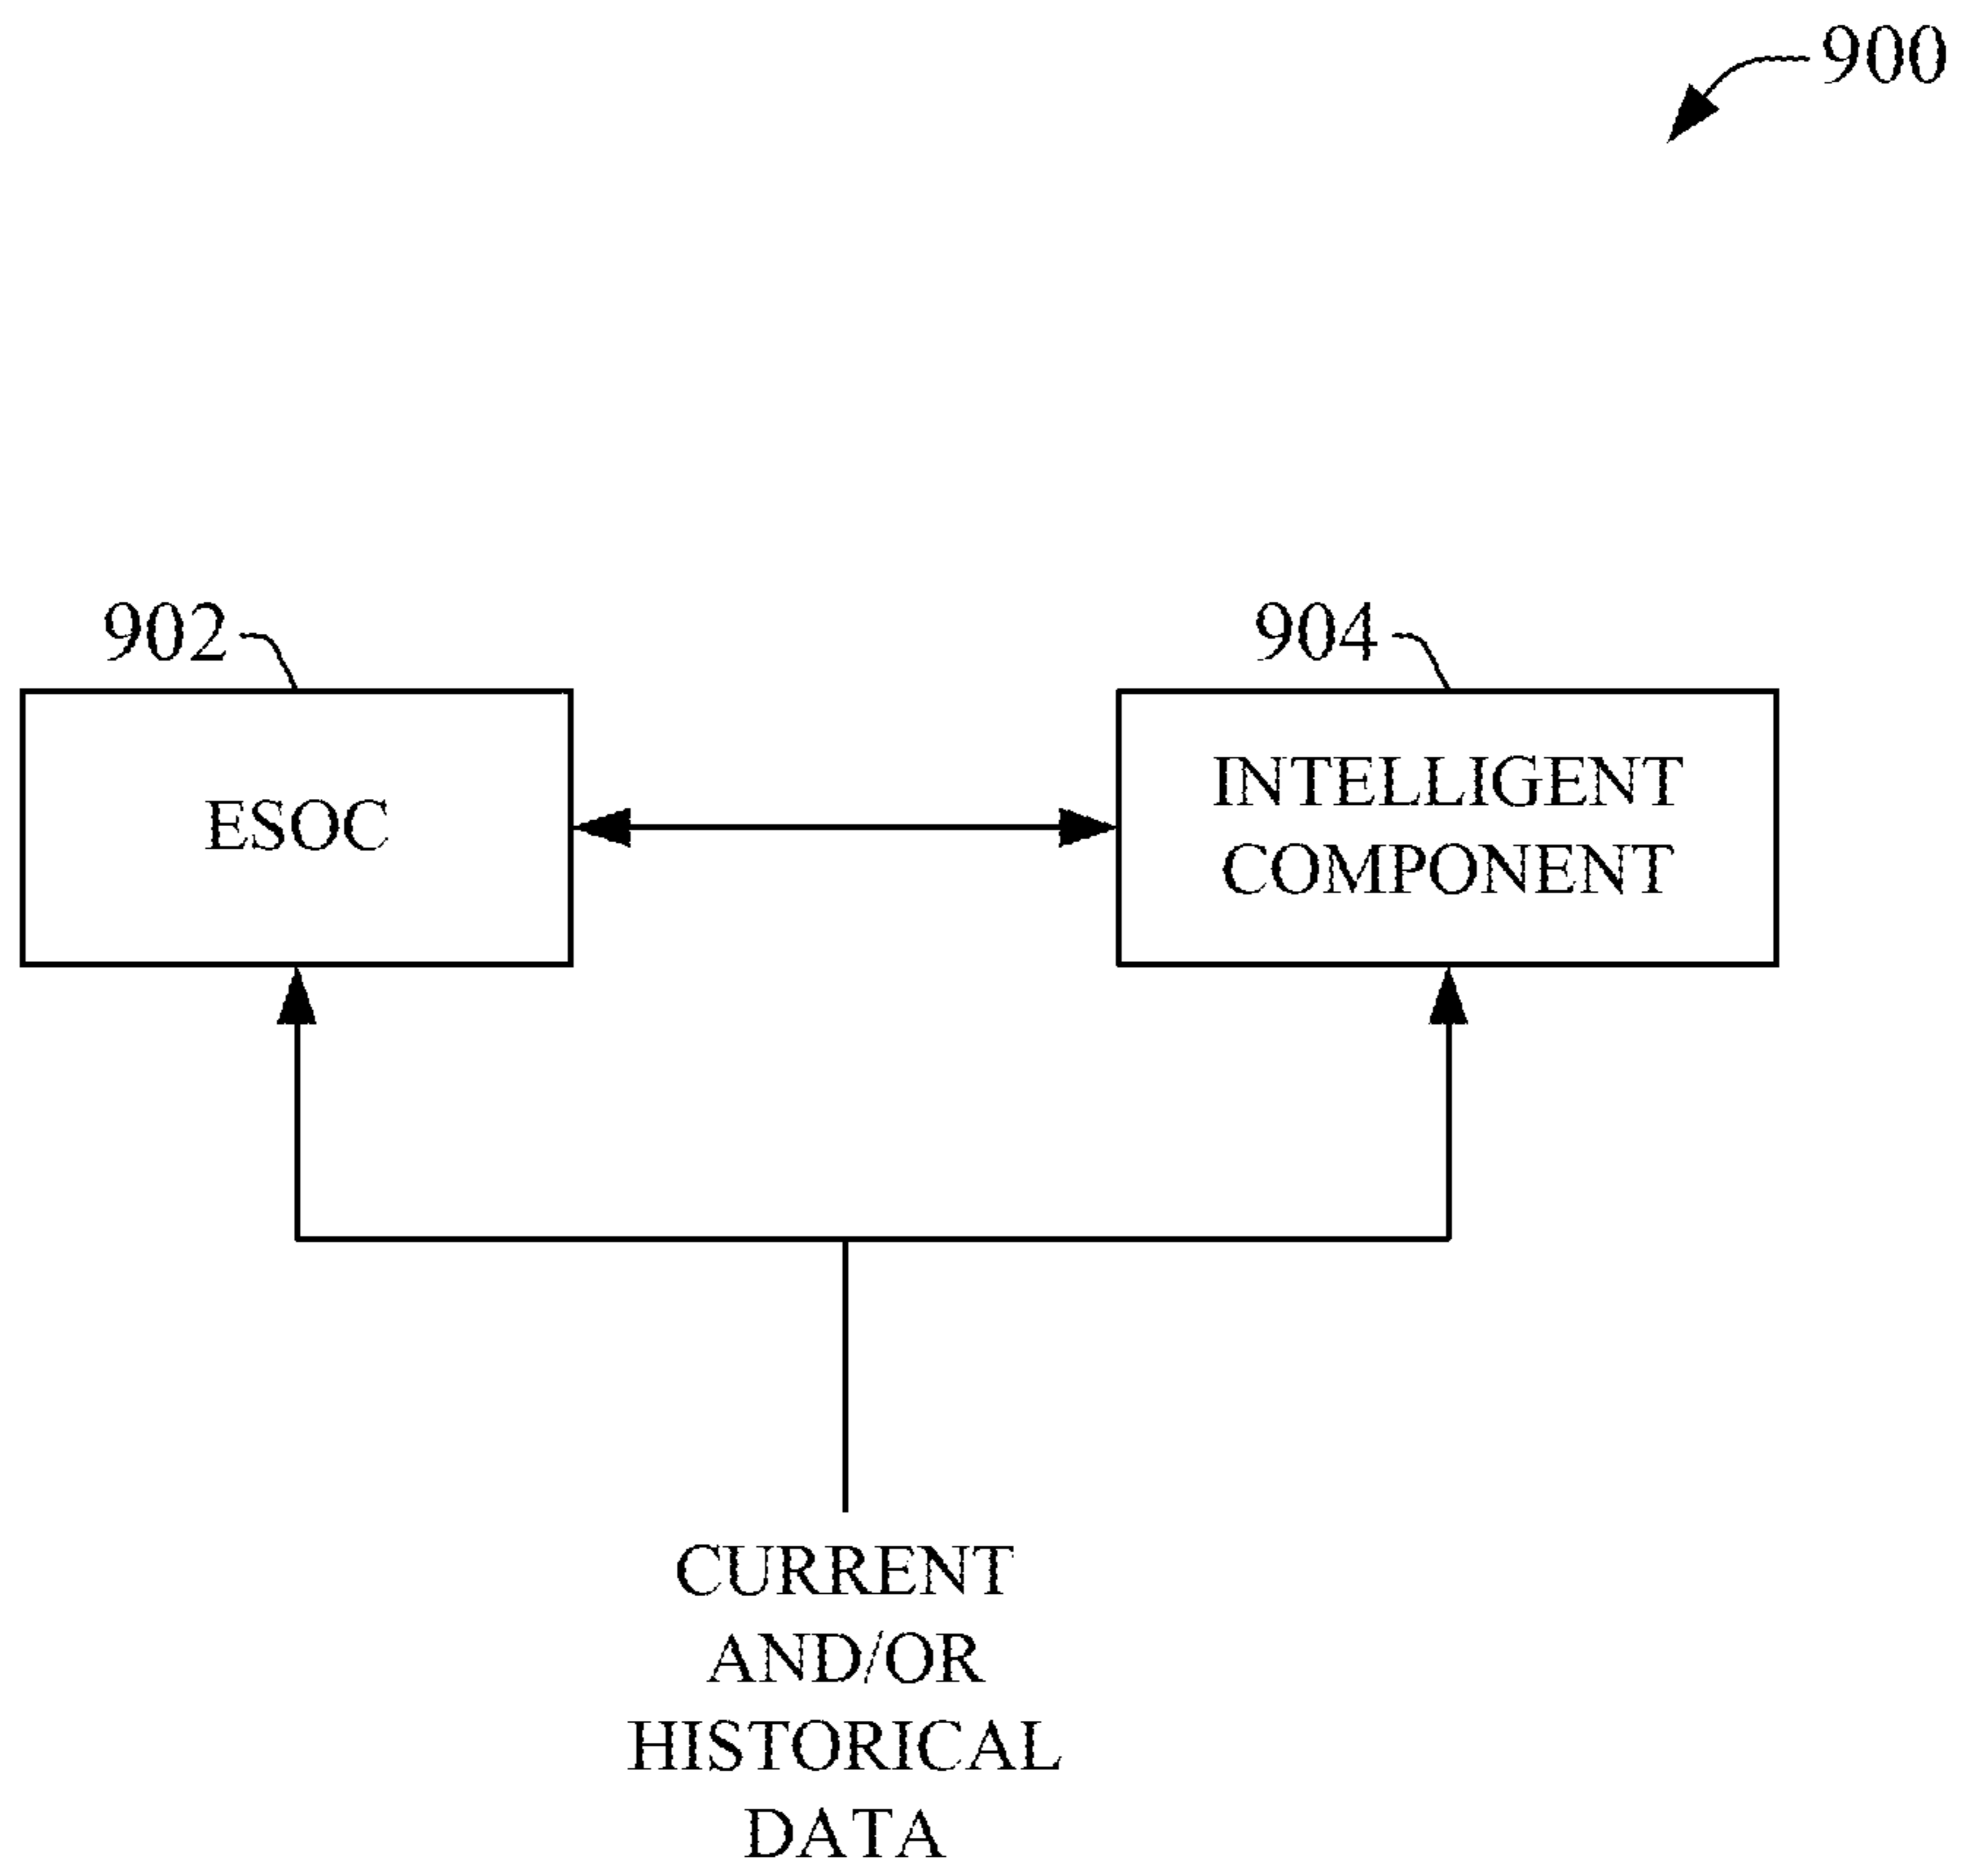 900
902
904
ESOC
INTELLIGENT
COMPONENT
CURRENT
AND/OR
HISTORICAL
DATA